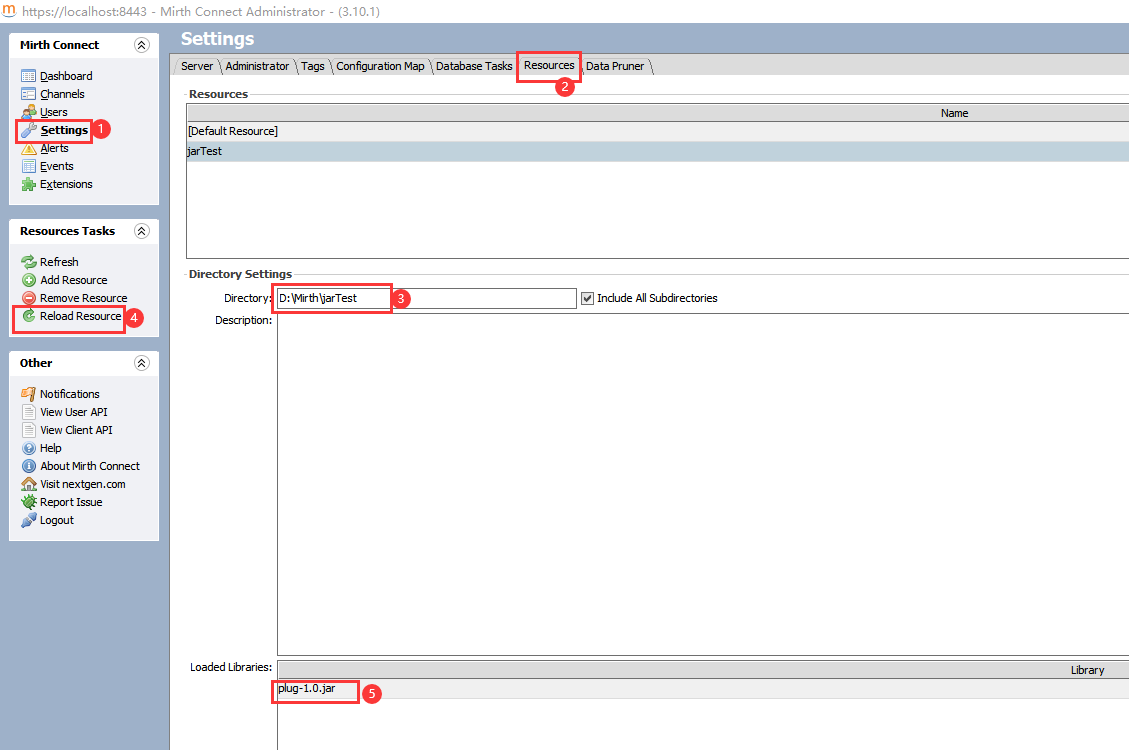 https://localhost:8443 - Mirth Connect Administrator - (3.10.1)
Mirth Connect
Dashboard
Channels
Users
Settings 1
Alerts
Events
Extensions
Resources Tasks
Refresh
Add Resource
Remove Resource
Reload Resource 4
Other
Notifications
View User API
View Client API
Help
About Mirth Connect
Visit nextgen.com
Report Issue
Logout
Settings
Server Administrator Tags Configuration Map Database Tasks Resources Data Pruner
2
Resources
Name
[Default Resource]
jarTest
Directory Settings
Directory: D:\Mirth\jarTest 3 Include All Subdirectories
Description:
Loaded Libraries: Library
plug-1.0.jar 5